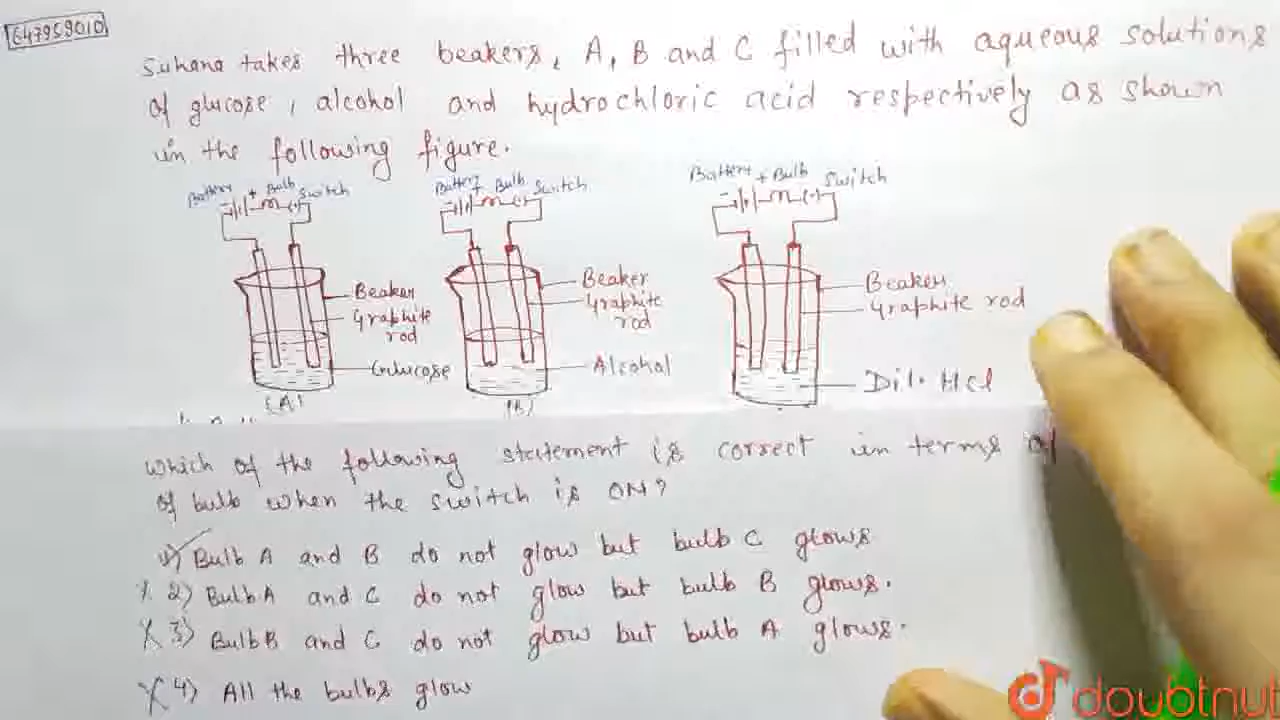 647959010
Suhana takes three beakers, A, B and C filled with aqueous solutions
of glucose, alcohol and hydrochloric acid respectively as shown
in the following figure.
Battery + Bulb Switch
Battery + Bulb Switch
Battery + Bulb Switch
Beaker
Graphite rod
Glucose
(A)
Beaker
Graphite rod
Alcohol
(B)
Beaker
Graphite rod
Dil. Hcl
which of the following statement is correct in terms of
of bulb when the switch is ON?
1) Bulb A and B do not glow but bulb C glows
X 2) Bulb A and C do not glow but bulb B glows.
X 3) Bulb B and C do not glow but bulb A glows.
X 4) All the bulbs glow
doubtnut